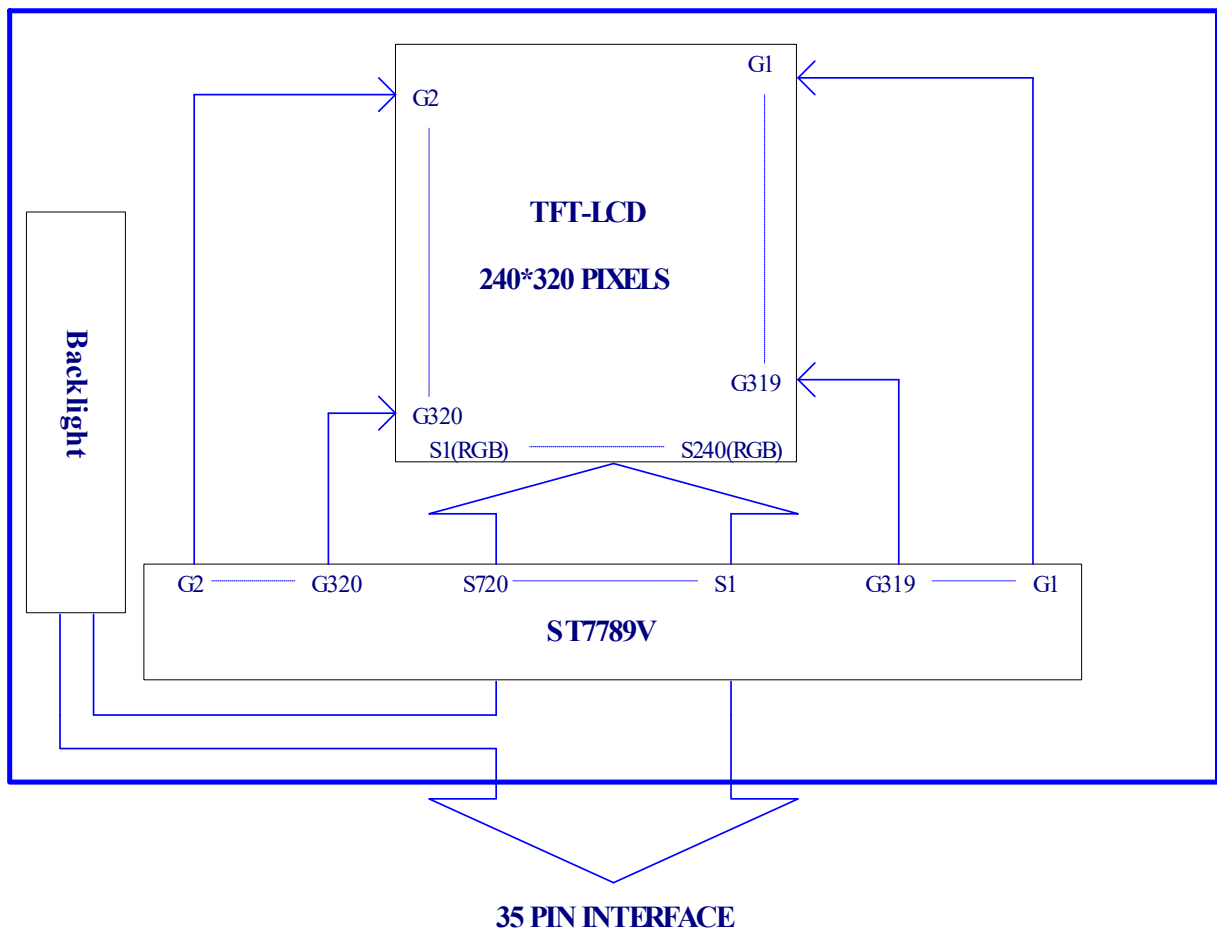 G1
G2
TFT-LCD
240*320 PIXELS
Backlight
G319
G320
S1(RGB) S240(RGB)
G2 G320 S720 S1 G319 G1
ST7789V
35 PIN INTERFACE